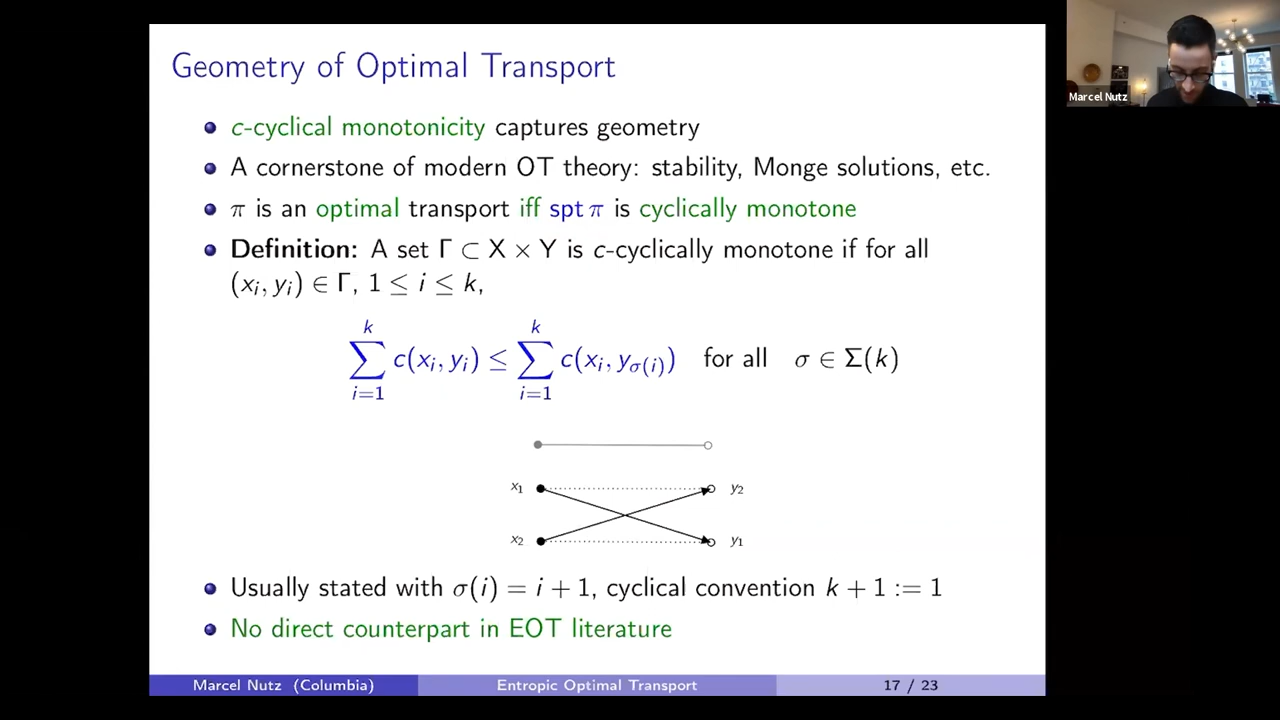 Geometry of Optimal Transport
c-cyclical monotonicity captures geometry
A cornerstone of modern OT theory: stability, Monge solutions, etc.
π is an optimal transport iff spt π is cyclically monotone
Definition: A set Γ ⊂ X × Y is c-cyclically monotone if for all
(xᵢ, yᵢ) ∈ Γ, 1 ≤ i ≤ k,
∑_{i=1}^{k} c(xᵢ, yᵢ) ≤ ∑_{i=1}^{k} c(xᵢ, y_{σ(i)}) for all σ ∈ Σ(k)
x₁ y₂
x₂ y₁
Usually stated with σ(i) = i + 1, cyclical convention k + 1 := 1
No direct counterpart in EOT literature
Marcel Nutz (Columbia) Entropic Optimal Transport 17 / 23
Marcel Nutz